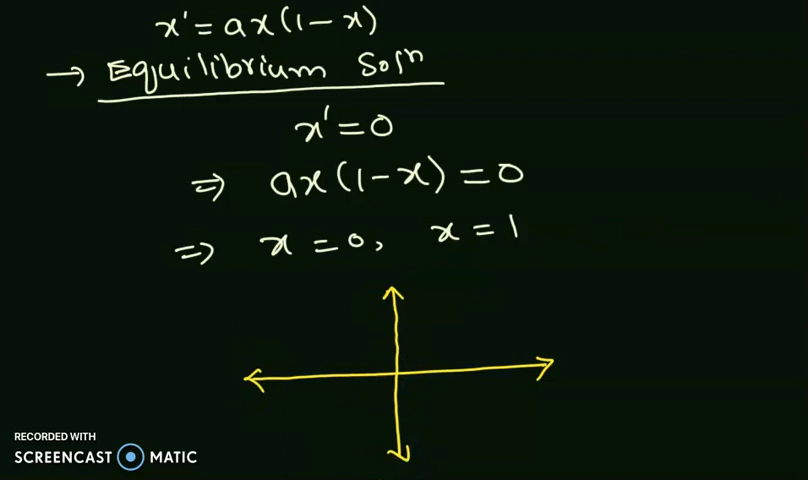 x' = ax(1 - x)
→ Equilibrium Solⁿ
x' = 0
⇒ ax(1 - x) = 0
⇒ x = 0, x = 1
RECORDED WITH
SCREENCAST MATIC